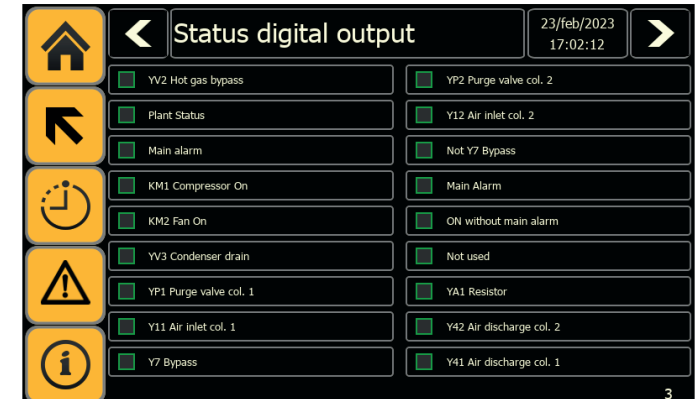 Status digital output
23/feb/2023
17:02:12
YV2 Hot gas bypass
Plant Status
Main alarm
KM1 Compressor On
KM2 Fan On
YV3 Condenser drain
YP1 Purge valve col. 1
Y11 Air inlet col. 1
Y7 Bypass
YP2 Purge valve col. 2
Y12 Air inlet col. 2
Not Y7 Bypass
Main Alarm
ON without main alarm
Not used
YA1 Resistor
Y42 Air discharge col. 2
Y41 Air discharge col. 1
3